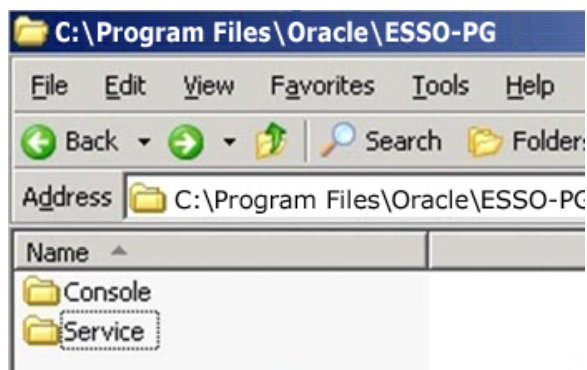 C:\Program Files\Oracle\ESSO-PG
File Edit View Favorites Tools Help
Back Search Folders
Address C:\Program Files\Oracle\ESSO-PG
Name
Console
Service